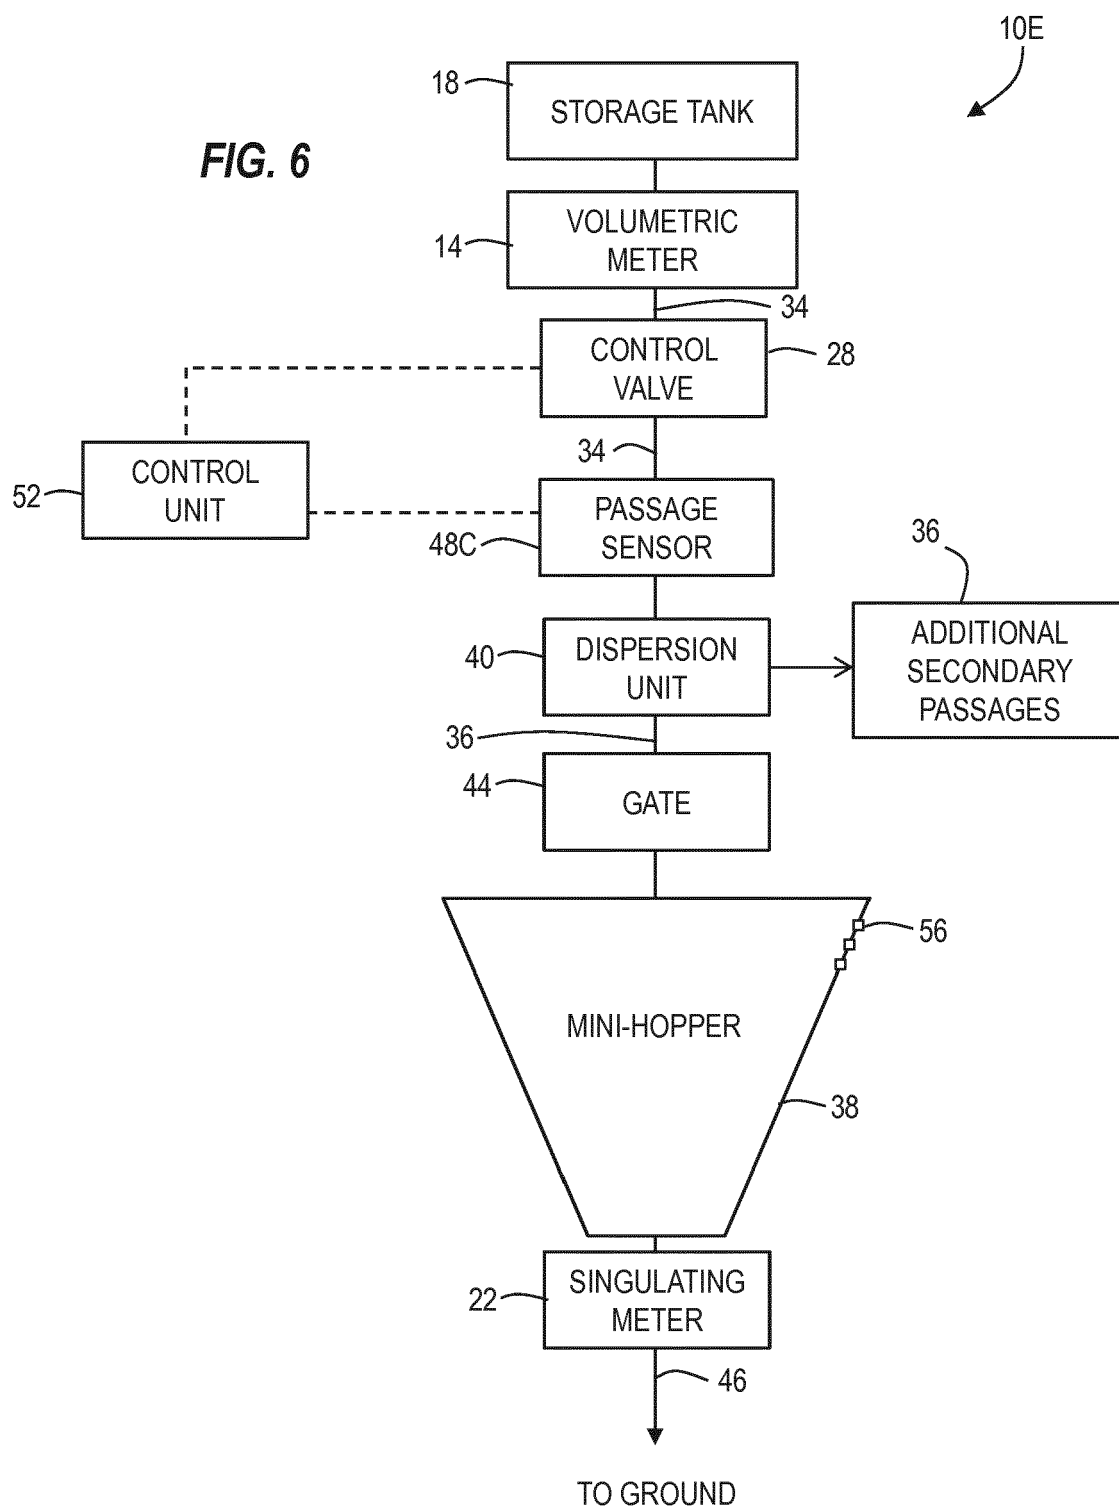 10E
18
STORAGE TANK
FIG. 6
14
VOLUMETRIC
METER
34
CONTROL
VALVE
28
34
52
CONTROL
UNIT
48C
PASSAGE
SENSOR
36
40
DISPERSION
UNIT
ADDITIONAL
SECONDARY
PASSAGES
36
44
GATE
56
MINI-HOPPER
38
22
SINGULATING
METER
46
TO GROUND